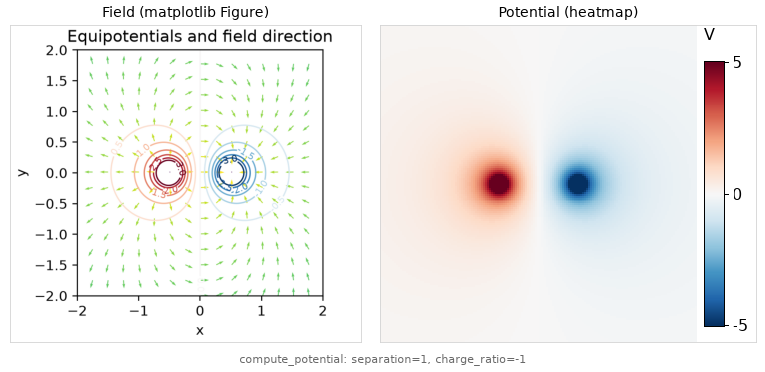 Field (matplotlib Figure)
Potential (heatmap)
Equipotentials and field direction
V
2.0
1.5
1.0
0.5
0.0
−0.5
−1.0
−1.5
−2.0
y
−2
−1
0
1
2
x
5
0
-5
compute_potential: separation=1, charge_ratio=-1